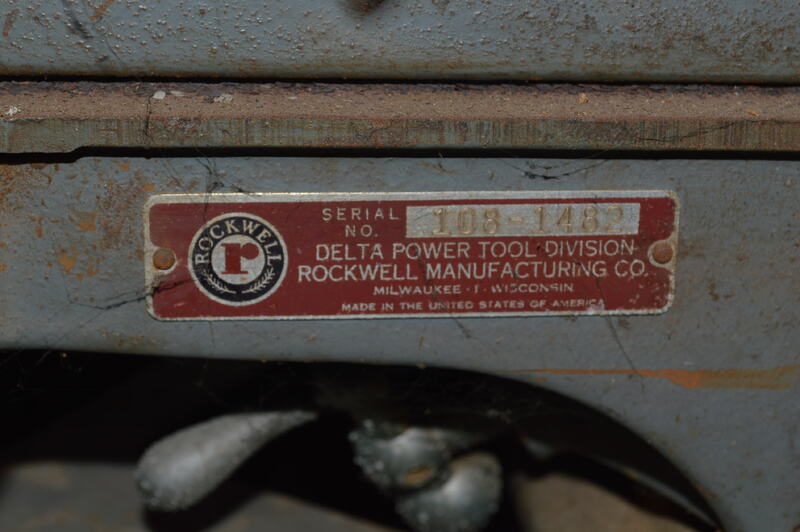 ROCKWELL
r
SERIAL
NO. 108-1482
DELTA POWER TOOL DIVISION
ROCKWELL MANUFACTURING CO.
MILWAUKEE · 1 · WISCONSIN
MADE IN THE UNITED STATES OF AMERICA